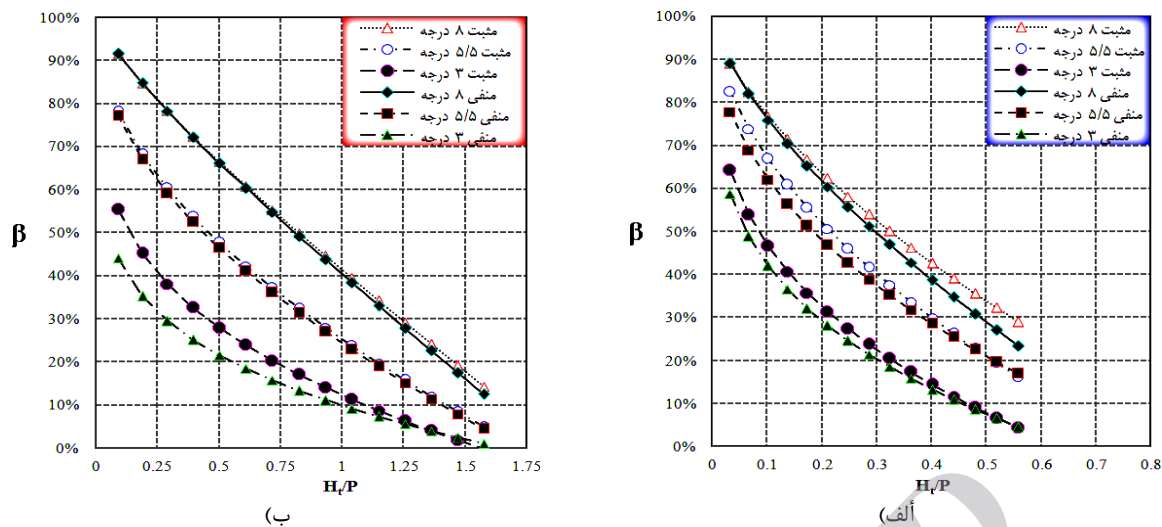 100%
90%
80%
70%
60%
50%
40%
30%
20%
10%
0%
β
0 0.25 0.5 0.75 1 1.25 1.5 1.75
Ht/P
مثبت ۸ درجه
مثبت ۵/۵ درجه
مثبت ۳ درجه
منفی ۸ درجه
منفی ۵/۵ درجه
منفی ۳ درجه
ب)
100%
90%
80%
70%
60%
50%
40%
30%
20%
10%
0%
β
0 0.1 0.2 0.3 0.4 0.5 0.6 0.7 0.8
Ht/P
مثبت ۸ درجه
مثبت ۵/۵ درجه
مثبت ۳ درجه
منفی ۸ درجه
منفی ۵/۵ درجه
منفی ۳ درجه
ألف)